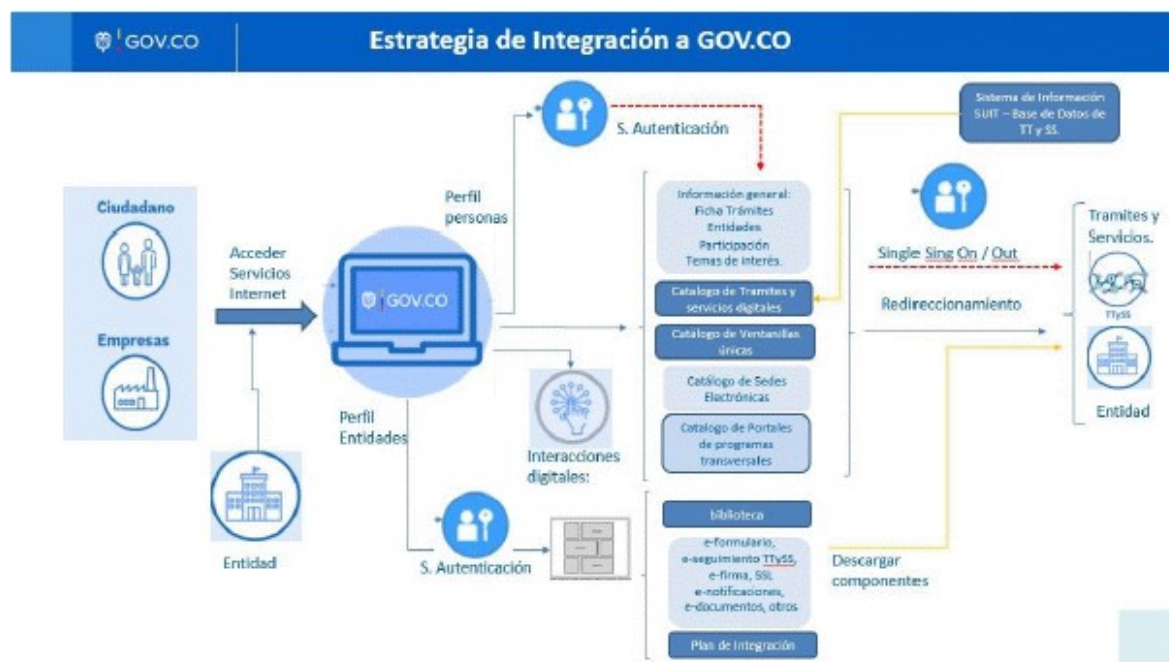 GOV.CO
Estrategia de Integración a GOV.CO
Ciudadano
Empresas
Acceder
Servicios
Internet
Entidad
GOV.CO
Perfil
personas
Perfil
Entidades
S. Autenticación
S. Autenticación
Interacciones
digitales:
Información general:
Ficha Trámites
Entidades
Participación
Temas de interés.
Catalogo de Tramites y
servicios digitales
Catálogo de Ventanillas
únicas
Catálogo de Sedes
Electrónicas
Catalogo de Portales
de programas
transversales
biblioteca
e-formulario,
e-seguimiento TTySS,
e-firma, SSL
e-notificaciones,
e-documentos, otros
Plan de Integración
Sistema de Información
SUIT – Base de Datos de
TT y SS.
Single Sing On / Out
Redireccionamiento
Descargar
componentes
Tramites y
Servicios.
TTySS
Entidad